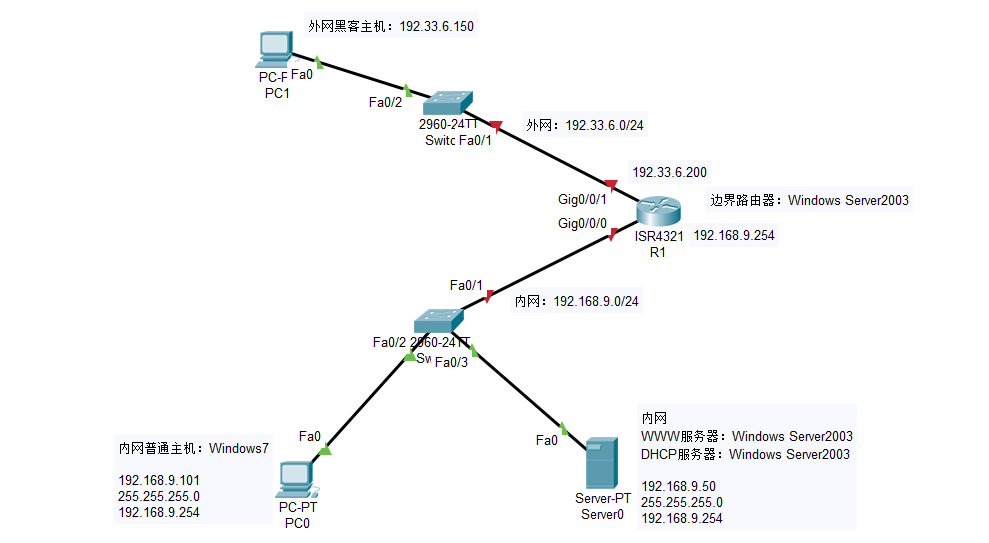 外网黑客主机：192.33.6.150
Fa0
PC1
Fa0/2
2960-24TT
Fa0/1
外网：192.33.6.0/24
192.33.6.200
Gig0/0/1
边界路由器：Windows Server2003
Gig0/0/0
ISR4321
R1
192.168.9.254
Fa0/1
内网：192.168.9.0/24
Fa0/2
2960-24TT
Fa0/3
内网
WWW服务器：Windows Server2003
DHCP服务器：Windows Server2003
192.168.9.50
255.255.255.0
192.168.9.254
Fa0
Server-PT
Server0
Fa0
内网普通主机：Windows7
192.168.9.101
255.255.255.0
192.168.9.254
PC-PT
PC0